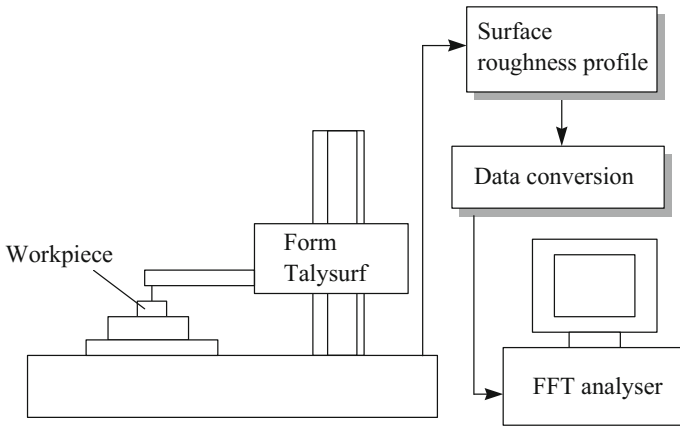 Surface
roughness profile
Data conversion
Form
Talysurf
Workpiece
FFT analyser